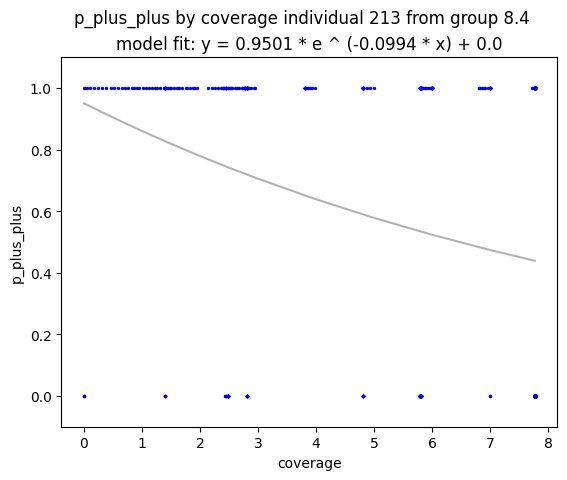 p_plus_plus by coverage individual 213 from group 8.4
model fit: y = 0.9501 * e ^ (-0.0994 * x) + 0.0
1.0
0.8
0.6
0.4
0.2
0.0
p_plus_plus
0 1 2 3 4 5 6 7 8
coverage